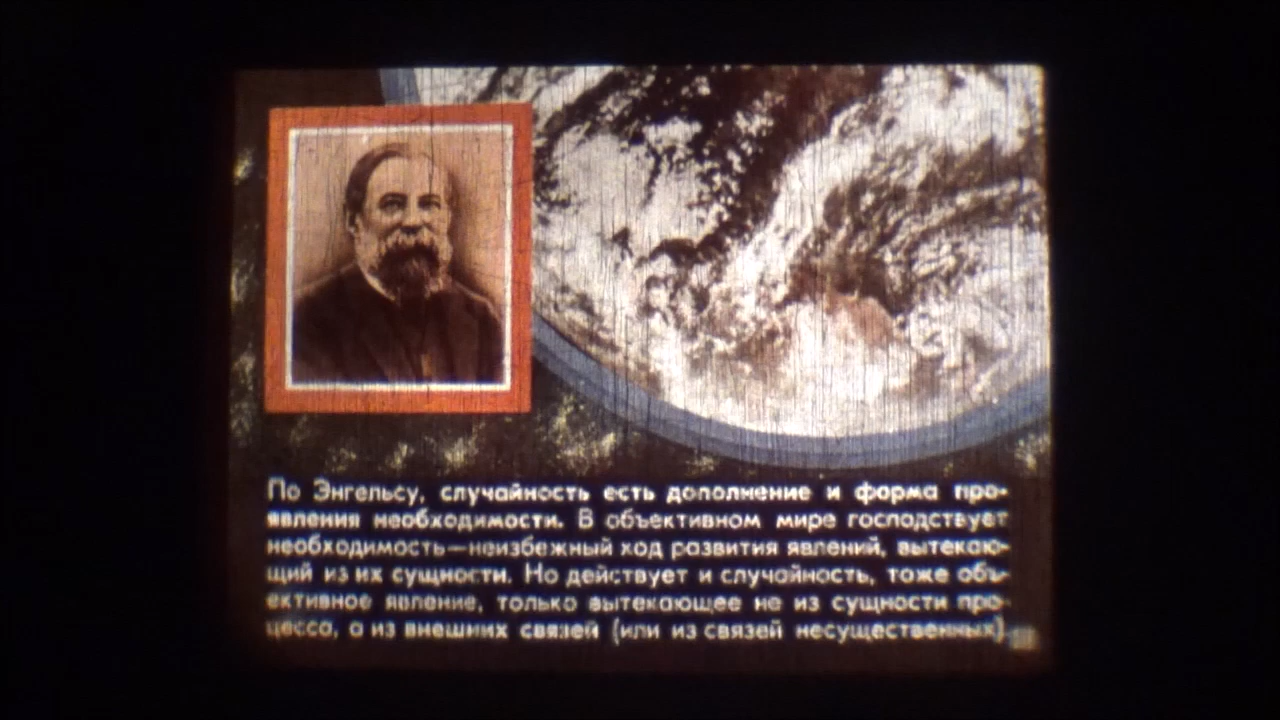 По Энгельсу, случайность есть дополнение и форма про-
явления необходимости. В объективном мире господствует
необходимость—неизбежный ход развития явлений, вытекаю-
щий из их сущности. Но действует и случайность, тоже объ-
ективное явление, только вытекающее не из сущности про-
цесса, а из внешних связей (или из связей несущественных).